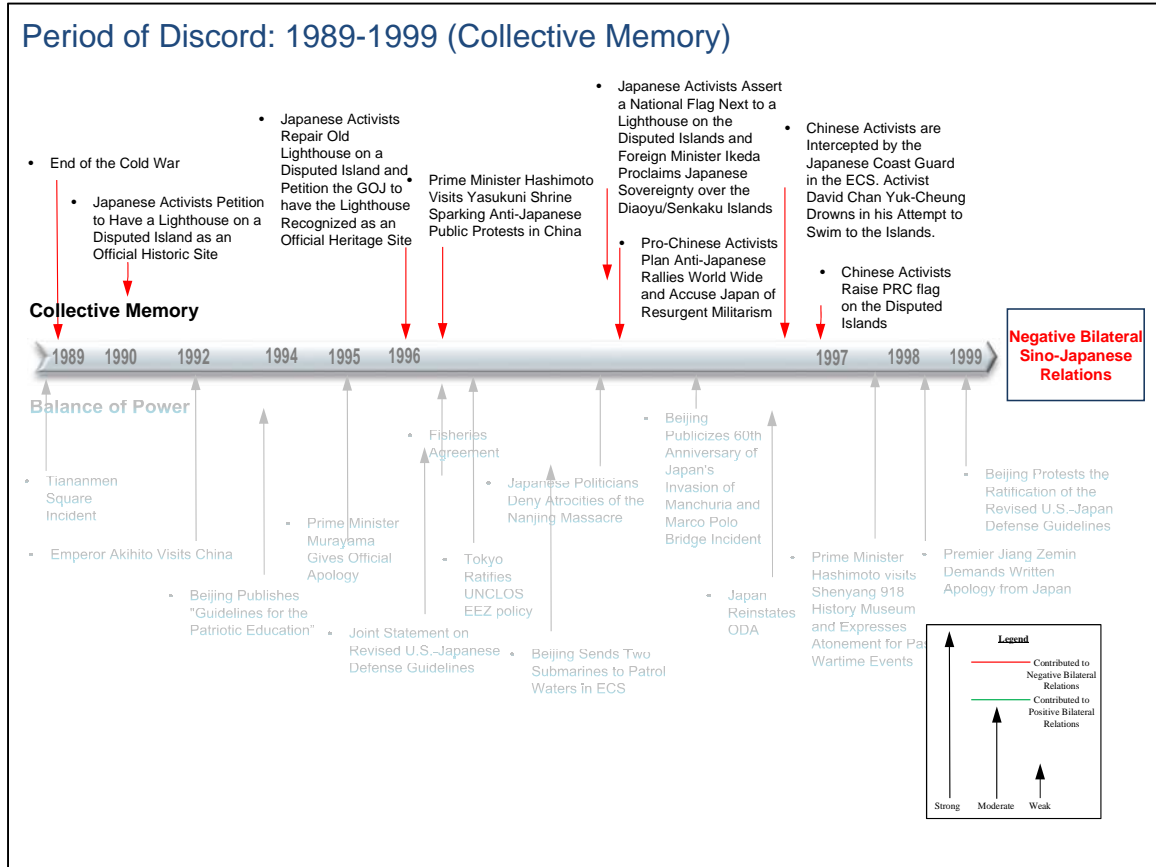 Period of Discord: 1989-1999 (Collective Memory)
• End of the Cold War
• Japanese Activists Petition
to Have a Lighthouse on a
Disputed Island as an
Official Historic Site
• Japanese Activists
Repair Old
Lighthouse on a
Disputed Island and
Petition the GOJ to
have the Lighthouse
Recognized as an
Official Heritage Site
• Prime Minister Hashimoto
Visits Yasukuni Shrine
Sparking Anti-Japanese
Public Protests in China
• Japanese Activists Assert
a National Flag Next to a
Lighthouse on the
Disputed Islands and
Foreign Minister Ikeda
Proclaims Japanese
Sovereignty over the
Diaoyu/Senkaku Islands
• Pro-Chinese Activists
Plan Anti-Japanese
Rallies World Wide
and Accuse Japan of
Resurgent Militarism
• Chinese Activists are
Intercepted by the
Japanese Coast Guard
in the ECS. Activist
David Chan Yuk-Cheung
Drowns in his Attempt to
Swim to the Islands.
• Chinese Activists
Raise PRC flag
on the Disputed
Islands
Collective Memory
1989 1990 1992 1994 1995 1996 1997 1998 1999
Negative Bilateral
Sino-Japanese
Relations
Balance of Power
• Tiananmen
Square
Incident
• Emperor Akihito Visits China
• Beijing Publishes
"Guidelines for the
Patriotic Education"
• Prime Minister
Murayama
Gives Official
Apology
• Joint Statement on
Revised U.S.-Japanese
Defense Guidelines
• Fisheries
Agreement
• Tokyo
Ratifies
UNCLOS
EEZ policy
• Japanese Politicians
Deny Atrocities of the
Nanjing Massacre
• Beijing Sends Two
Submarines to Patrol
Waters in ECS
• Beijing
Publicizes 60th
Anniversary of
Japan's
Invasion of
Manchuria and
Marco Polo
Bridge Incident
• Japan
Reinstates
ODA
• Prime Minister
Hashimoto visits
Shenyang 918
History Museum
and Expresses
Atonement for Pas
Wartime Events
• Premier Jiang Zemin
Demands Written
Apology from Japan
• Beijing Protests the
Ratification of the
Revised U.S.-Japan
Defense Guidelines
Legend
Contributed to
Negative Bilateral
Relations
Contributed to
Positive Bilateral
Relations
Strong Moderate Weak